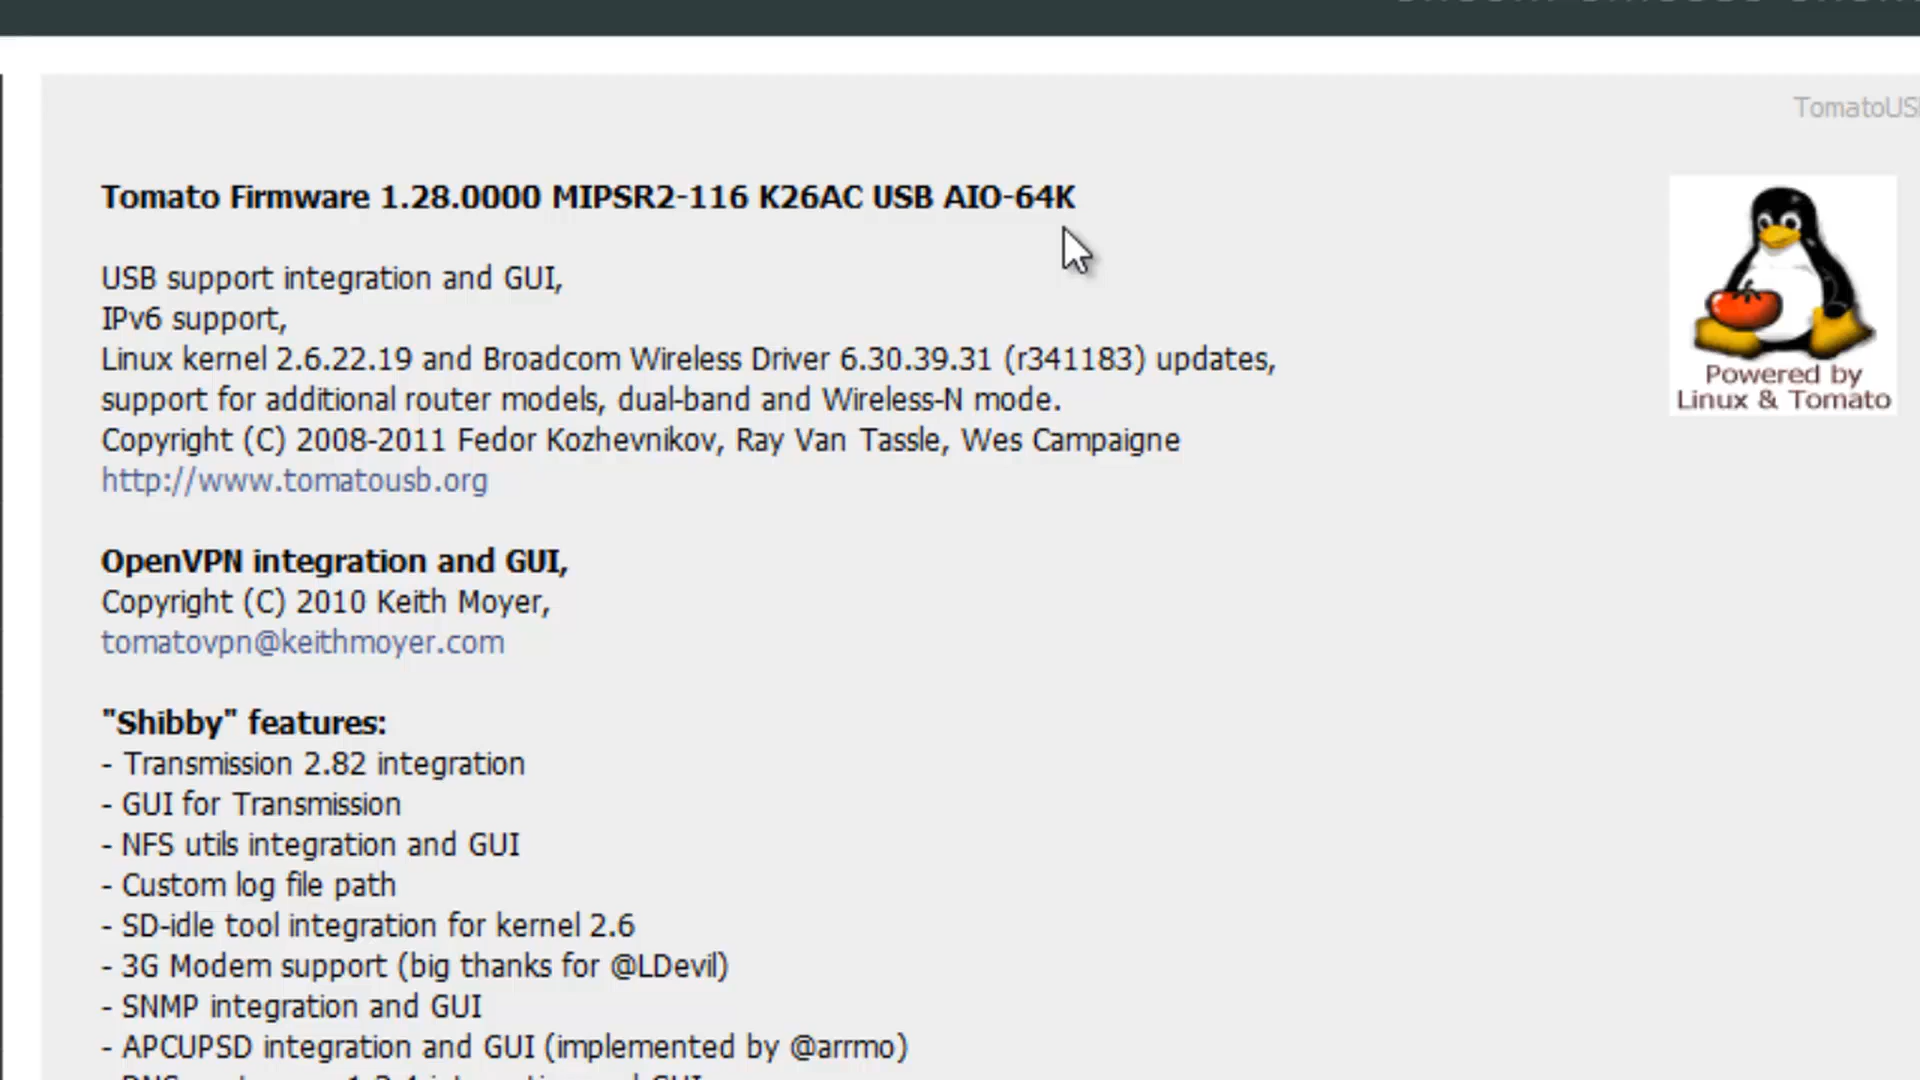 TomatoUS
Tomato Firmware 1.28.0000 MIPSR2-116 K26AC USB AIO-64K
USB support integration and GUI,
IPv6 support,
Linux kernel 2.6.22.19 and Broadcom Wireless Driver 6.30.39.31 (r341183) updates,
support for additional router models, dual-band and Wireless-N mode.
Copyright (C) 2008-2011 Fedor Kozhevnikov, Ray Van Tassle, Wes Campaigne
http://www.tomatousb.org
Powered by
Linux & Tomato
OpenVPN integration and GUI,
Copyright (C) 2010 Keith Moyer,
tomatovpn@keithmoyer.com
"Shibby" features:
- Transmission 2.82 integration
- GUI for Transmission
- NFS utils integration and GUI
- Custom log file path
- SD-idle tool integration for kernel 2.6
- 3G Modem support (big thanks for @LDevil)
- SNMP integration and GUI
- APCUPSD integration and GUI (implemented by @arrmo)